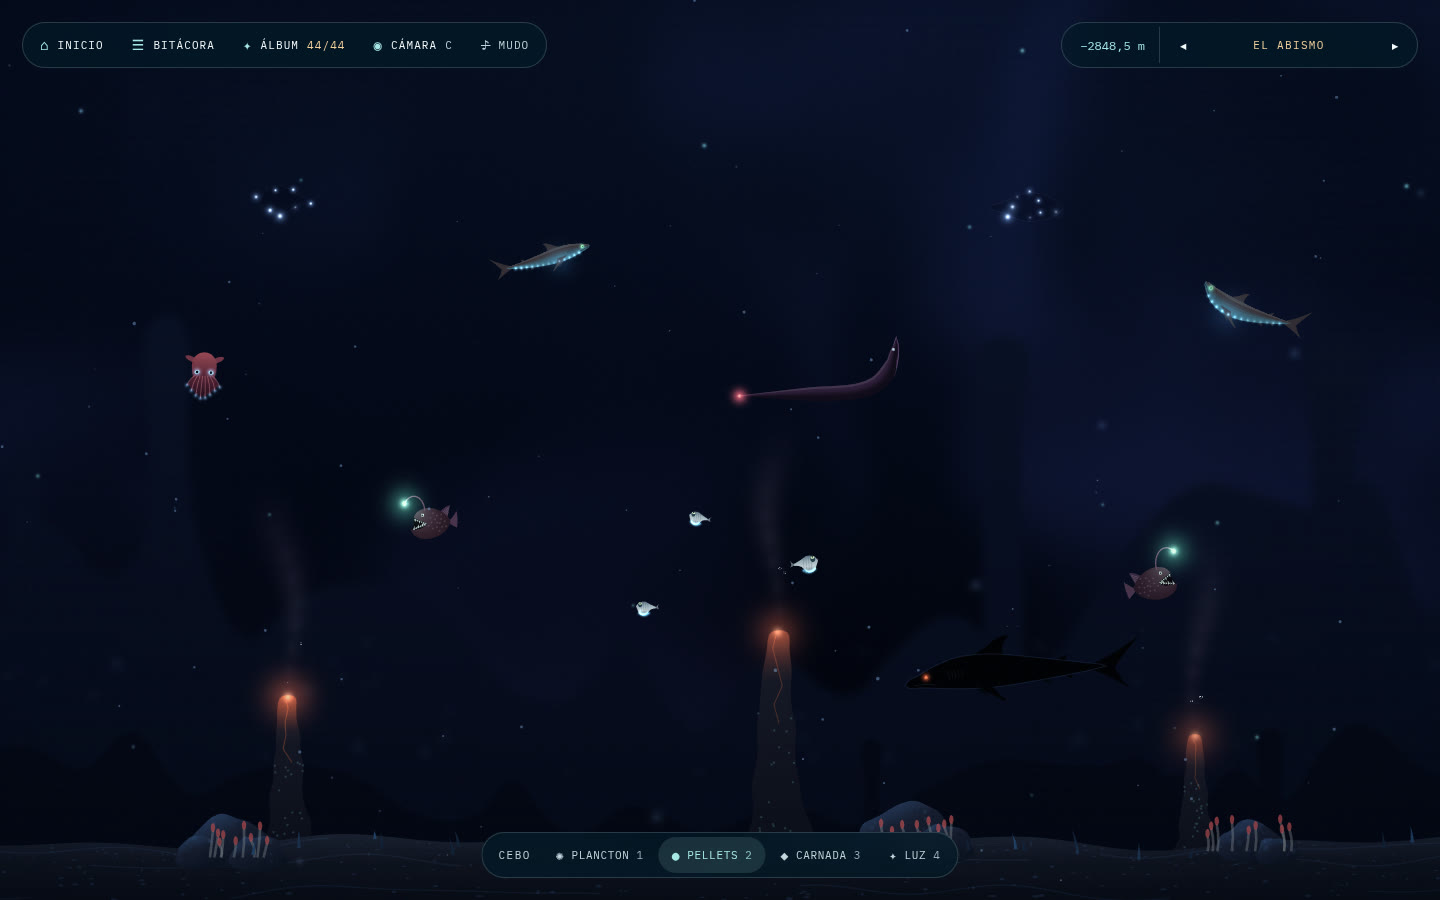 INICIO BITÁCORA ÁLBUM 44/44 CÁMARA C MUDO
−2848,5 m EL ABISMO
CEBO PLANCTON 1 PELLETS 2 CARNADA 3 LUZ 4